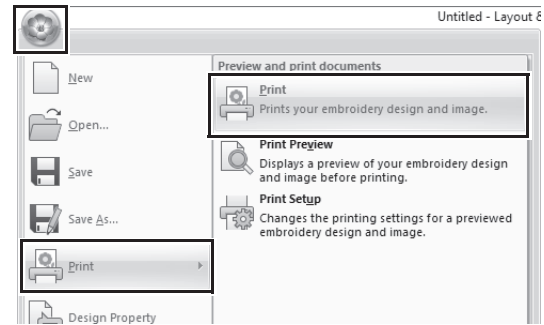 Untitled - Layout &
New
Open...
Save
Save As...
Print
Design Property
Preview and print documents
Print
Prints your embroidery design and image.
Print Preview
Displays a preview of your embroidery design
and image before printing.
Print Setup
Changes the printing settings for a previewed
embroidery design and image.